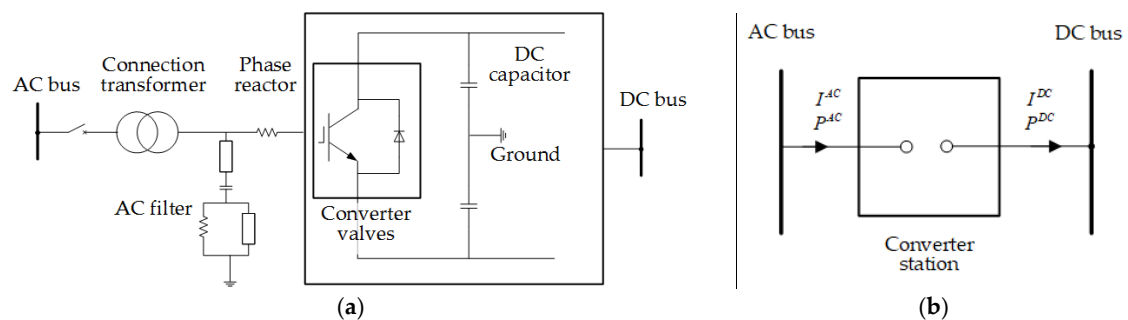 AC bus
Connection
transformer
Phase
reactor
DC
capacitor
DC bus
Ground
AC filter
Converter
valves
(a)
AC bus
DC bus
I^AC
P^AC
I^DC
P^DC
Converter
station
(b)